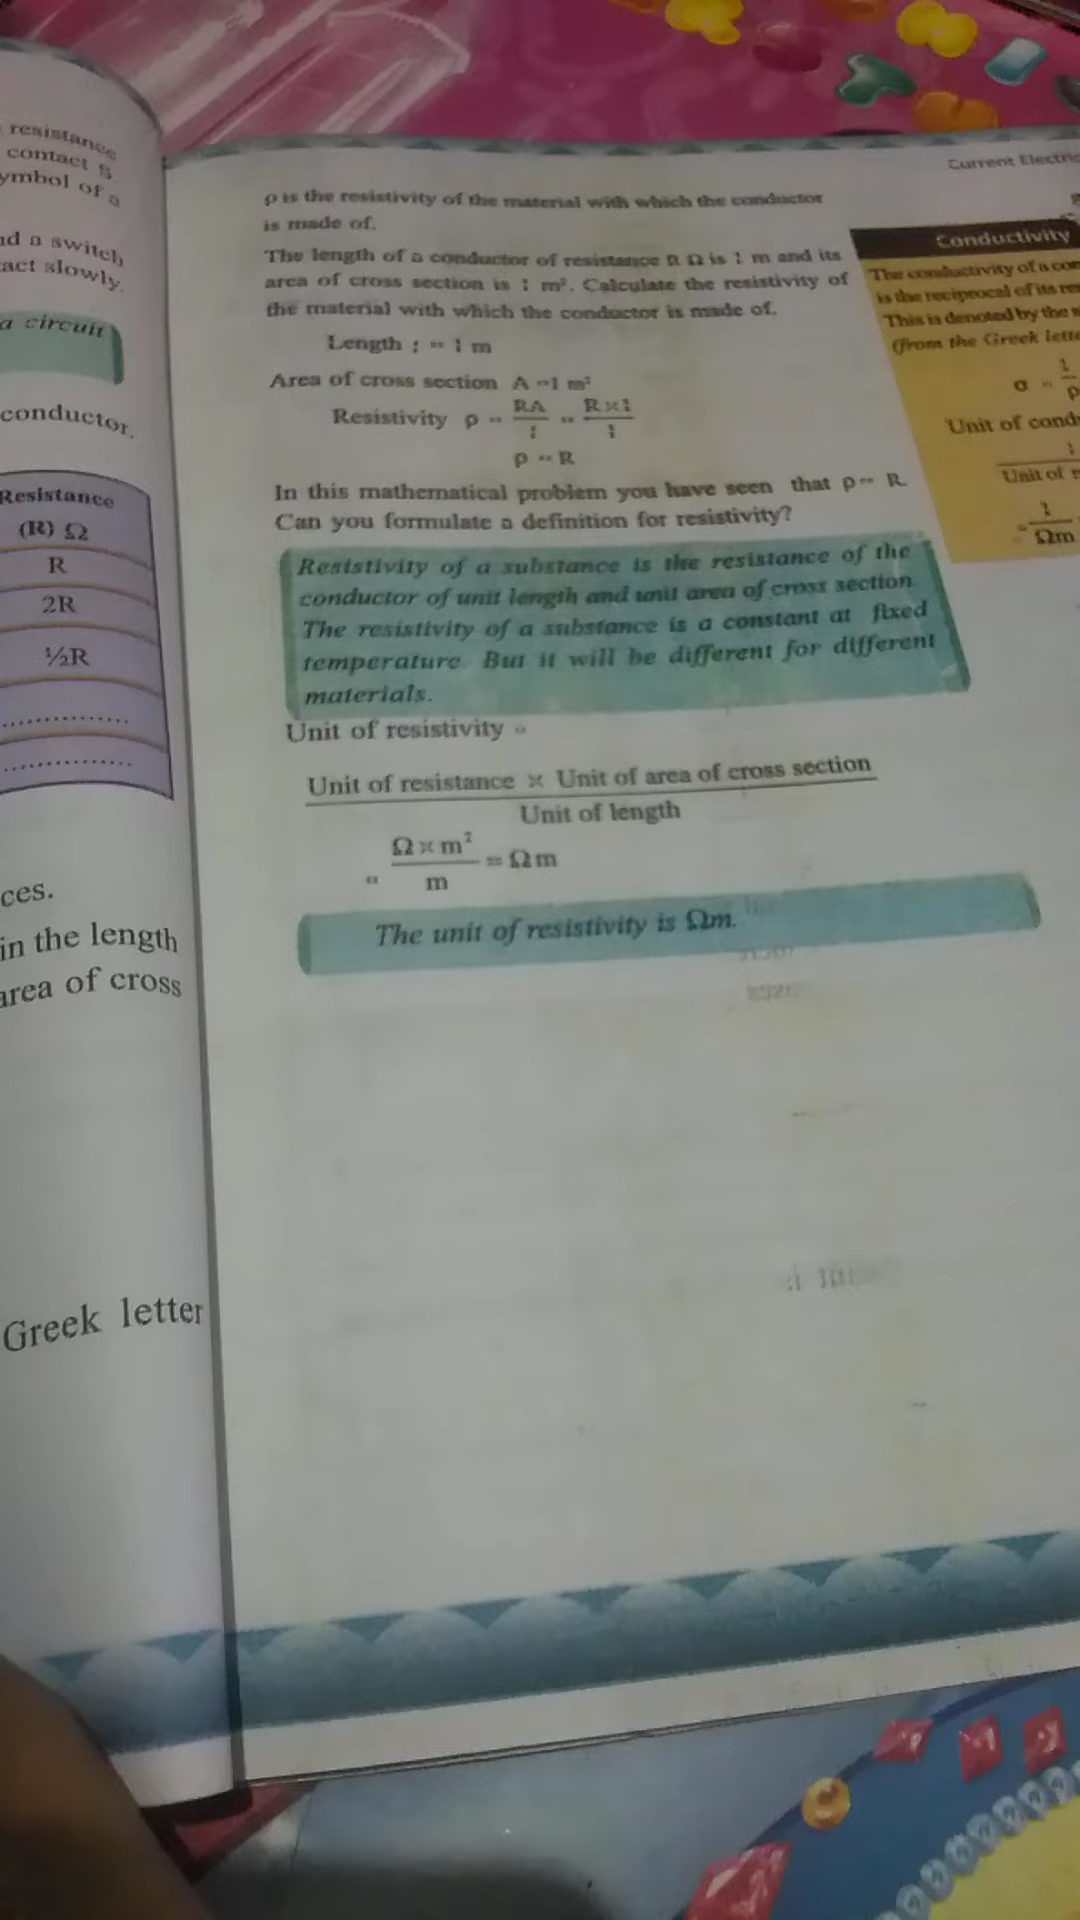 resistance
contact
symbol of a
and a switch
act slowly.
a circuit
conductor.
Resistance
(R) Ω
R
2R
½R
..............
..............
ces.
in the length
area of cross
Greek letter
Current Electric
ρ is the resistivity of the material with which the conductor
is made of.
The length of a conductor of resistance R Ω is 1 m and its
area of cross section is 1 m². Calculate the resistivity of
the material with which the conductor is made of.
Length l = 1 m
Area of cross section A = 1 m²
Resistivity ρ = RA/l = R×1/1
ρ = R
In this mathematical problem you have seen that ρ = R.
Can you formulate a definition for resistivity?
Resistivity of a substance is the resistance of the
conductor of unit length and unit area of cross section
The resistivity of a substance is a constant at fixed
temperature. But it will be different for different
materials.
Unit of resistivity =
Unit of resistance × Unit of area of cross section
Unit of length
= Ω × m²/m = Ω m
The unit of resistivity is Ωm.
Conductivity
The conductivity of a con
is the reciprocal of its res
This is denoted by the s
(from the Greek lette
σ = 1/ρ
Unit of cond
1
Unit of r
= 1/Ωm